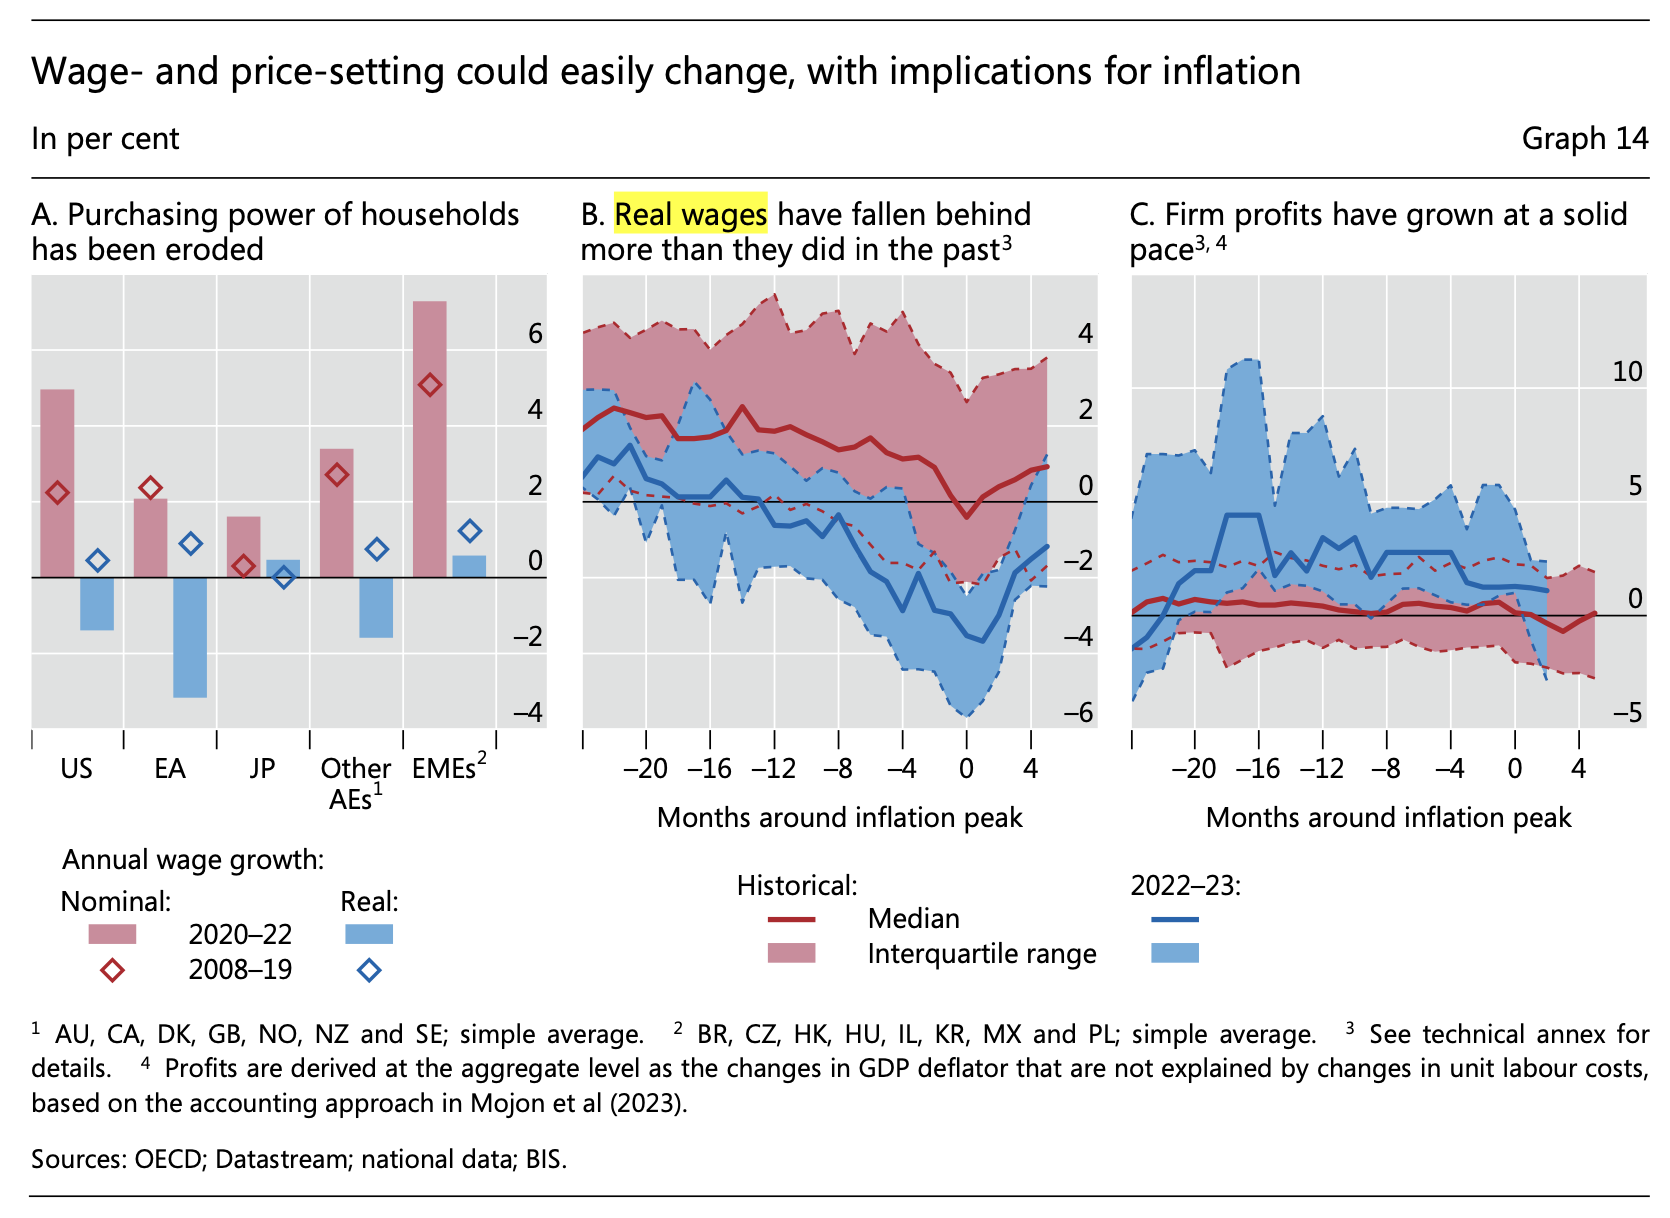 Wage- and price-setting could easily change, with implications for inflation
In per cent
Graph 14
A. Purchasing power of households
has been eroded
6
4
2
0
–2
–4
US
EA
JP
Other
AEs¹
EMEs²
Annual wage growth:
Nominal:
Real:
2020–22
2008–19
B. Real wages have fallen behind
more than they did in the past³
4
2
0
–2
–4
–6
–20 –16 –12 –8 –4 0 4
Months around inflation peak
C. Firm profits have grown at a solid
pace³, ⁴
10
5
0
–5
–20 –16 –12 –8 –4 0 4
Months around inflation peak
Historical:
2022–23:
Median
Interquartile range
¹ AU, CA, DK, GB, NO, NZ and SE; simple average. ² BR, CZ, HK, HU, IL, KR, MX and PL; simple average. ³ See technical annex for
details. ⁴ Profits are derived at the aggregate level as the changes in GDP deflator that are not explained by changes in unit labour costs,
based on the accounting approach in Mojon et al (2023).
Sources: OECD; Datastream; national data; BIS.